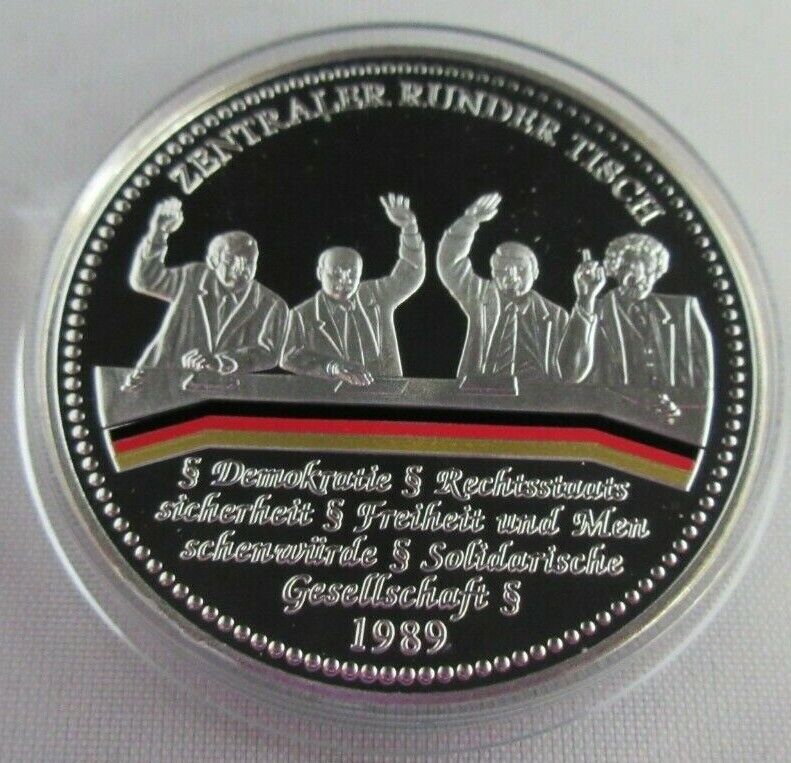 ZENTRALER RUNDER TISCH
§ Demokratie § Rechtsstaats
sicherheit § Freiheit und Men
schenwürde § Solidarische
Gesellschaft §
1989